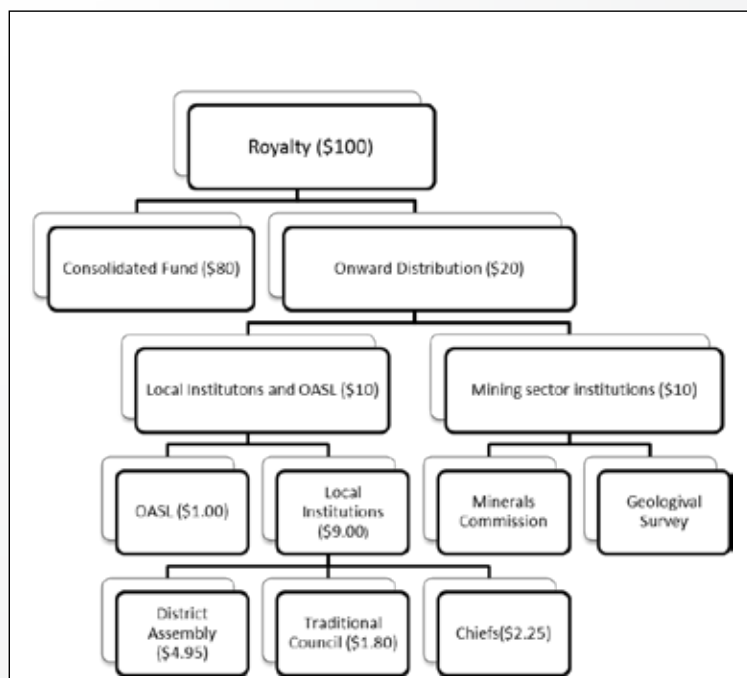 Royalty ($100)
Consolidated Fund ($80)
Onward Distribution ($20)
Local Institutons and OASL ($10)
Mining sector institutions ($10)
OASL ($1.00)
Local
Institutions
($9.00)
Minerals
Commission
Geologival
Survey
District
Assembly
($4.95)
Traditional
Council ($1.80)
Chiefs($2.25)